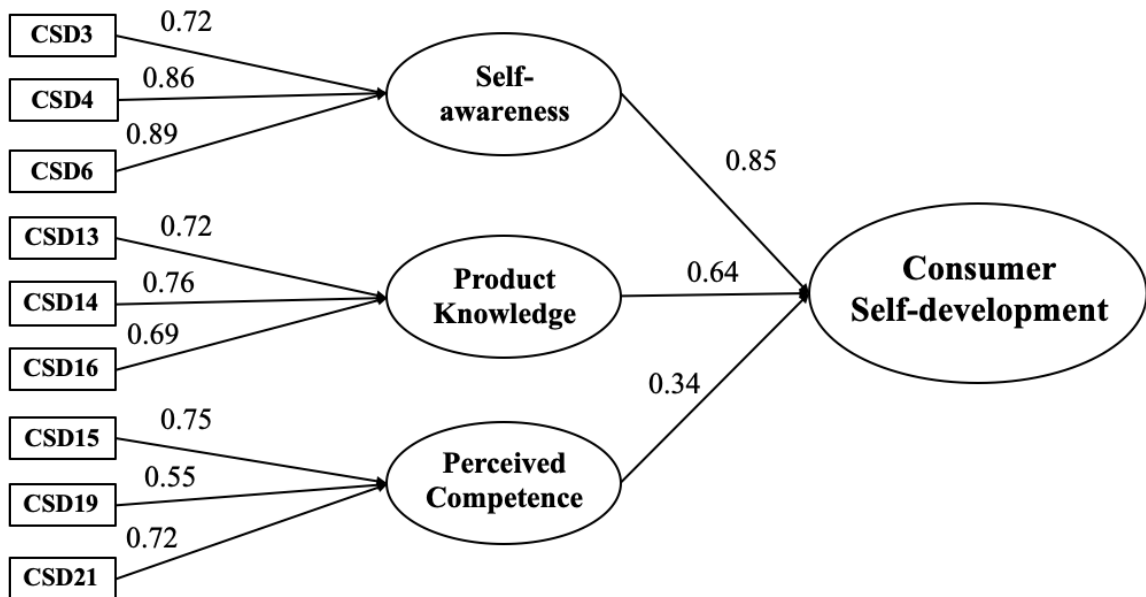 CSD3
0.72
CSD4
0.86
CSD6
0.89
Self-
awareness
0.85
CSD13
0.72
CSD14
0.76
CSD16
0.69
Product
Knowledge
0.64
Consumer
Self-development
CSD15
0.75
CSD19
0.55
CSD21
0.72
Perceived
Competence
0.34